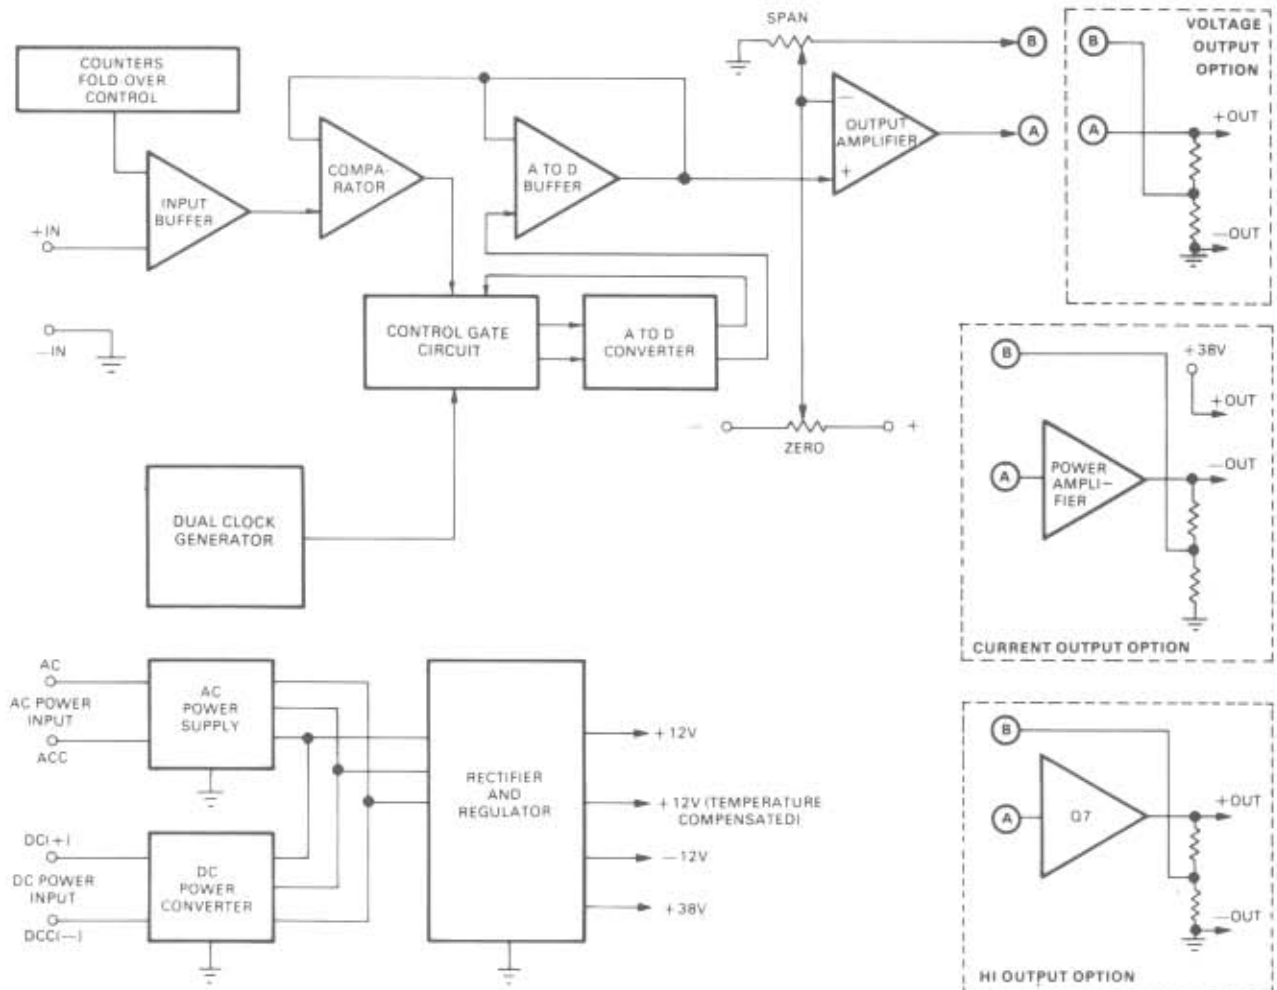 COUNTERS
FOLD-OVER
CONTROL
SPAN
B
A
VOLTAGE
OUTPUT
OPTION
B
A
+OUT
—OUT
+IN
—IN
INPUT
BUFFER
COMPA-
RATOR
A TO D
BUFFER
—
OUTPUT
AMPLIFIER
+
CONTROL GATE
CIRCUIT
A TO D
CONVERTER
—
+
ZERO
B
+38V
+OUT
A
POWER
AMPLI-
FIER
—OUT
CURRENT OUTPUT OPTION
DUAL CLOCK
GENERATOR
AC
AC POWER
INPUT
ACC
AC
POWER
SUPPLY
DC(+)
DC POWER
INPUT
DCC(—)
DC
POWER
CONVERTER
RECTIFIER
AND
REGULATOR
+12V
+12V (TEMPERATURE
COMPENSATED)
—12V
+38V
B
A
Q7
+OUT
—OUT
HI OUTPUT OPTION